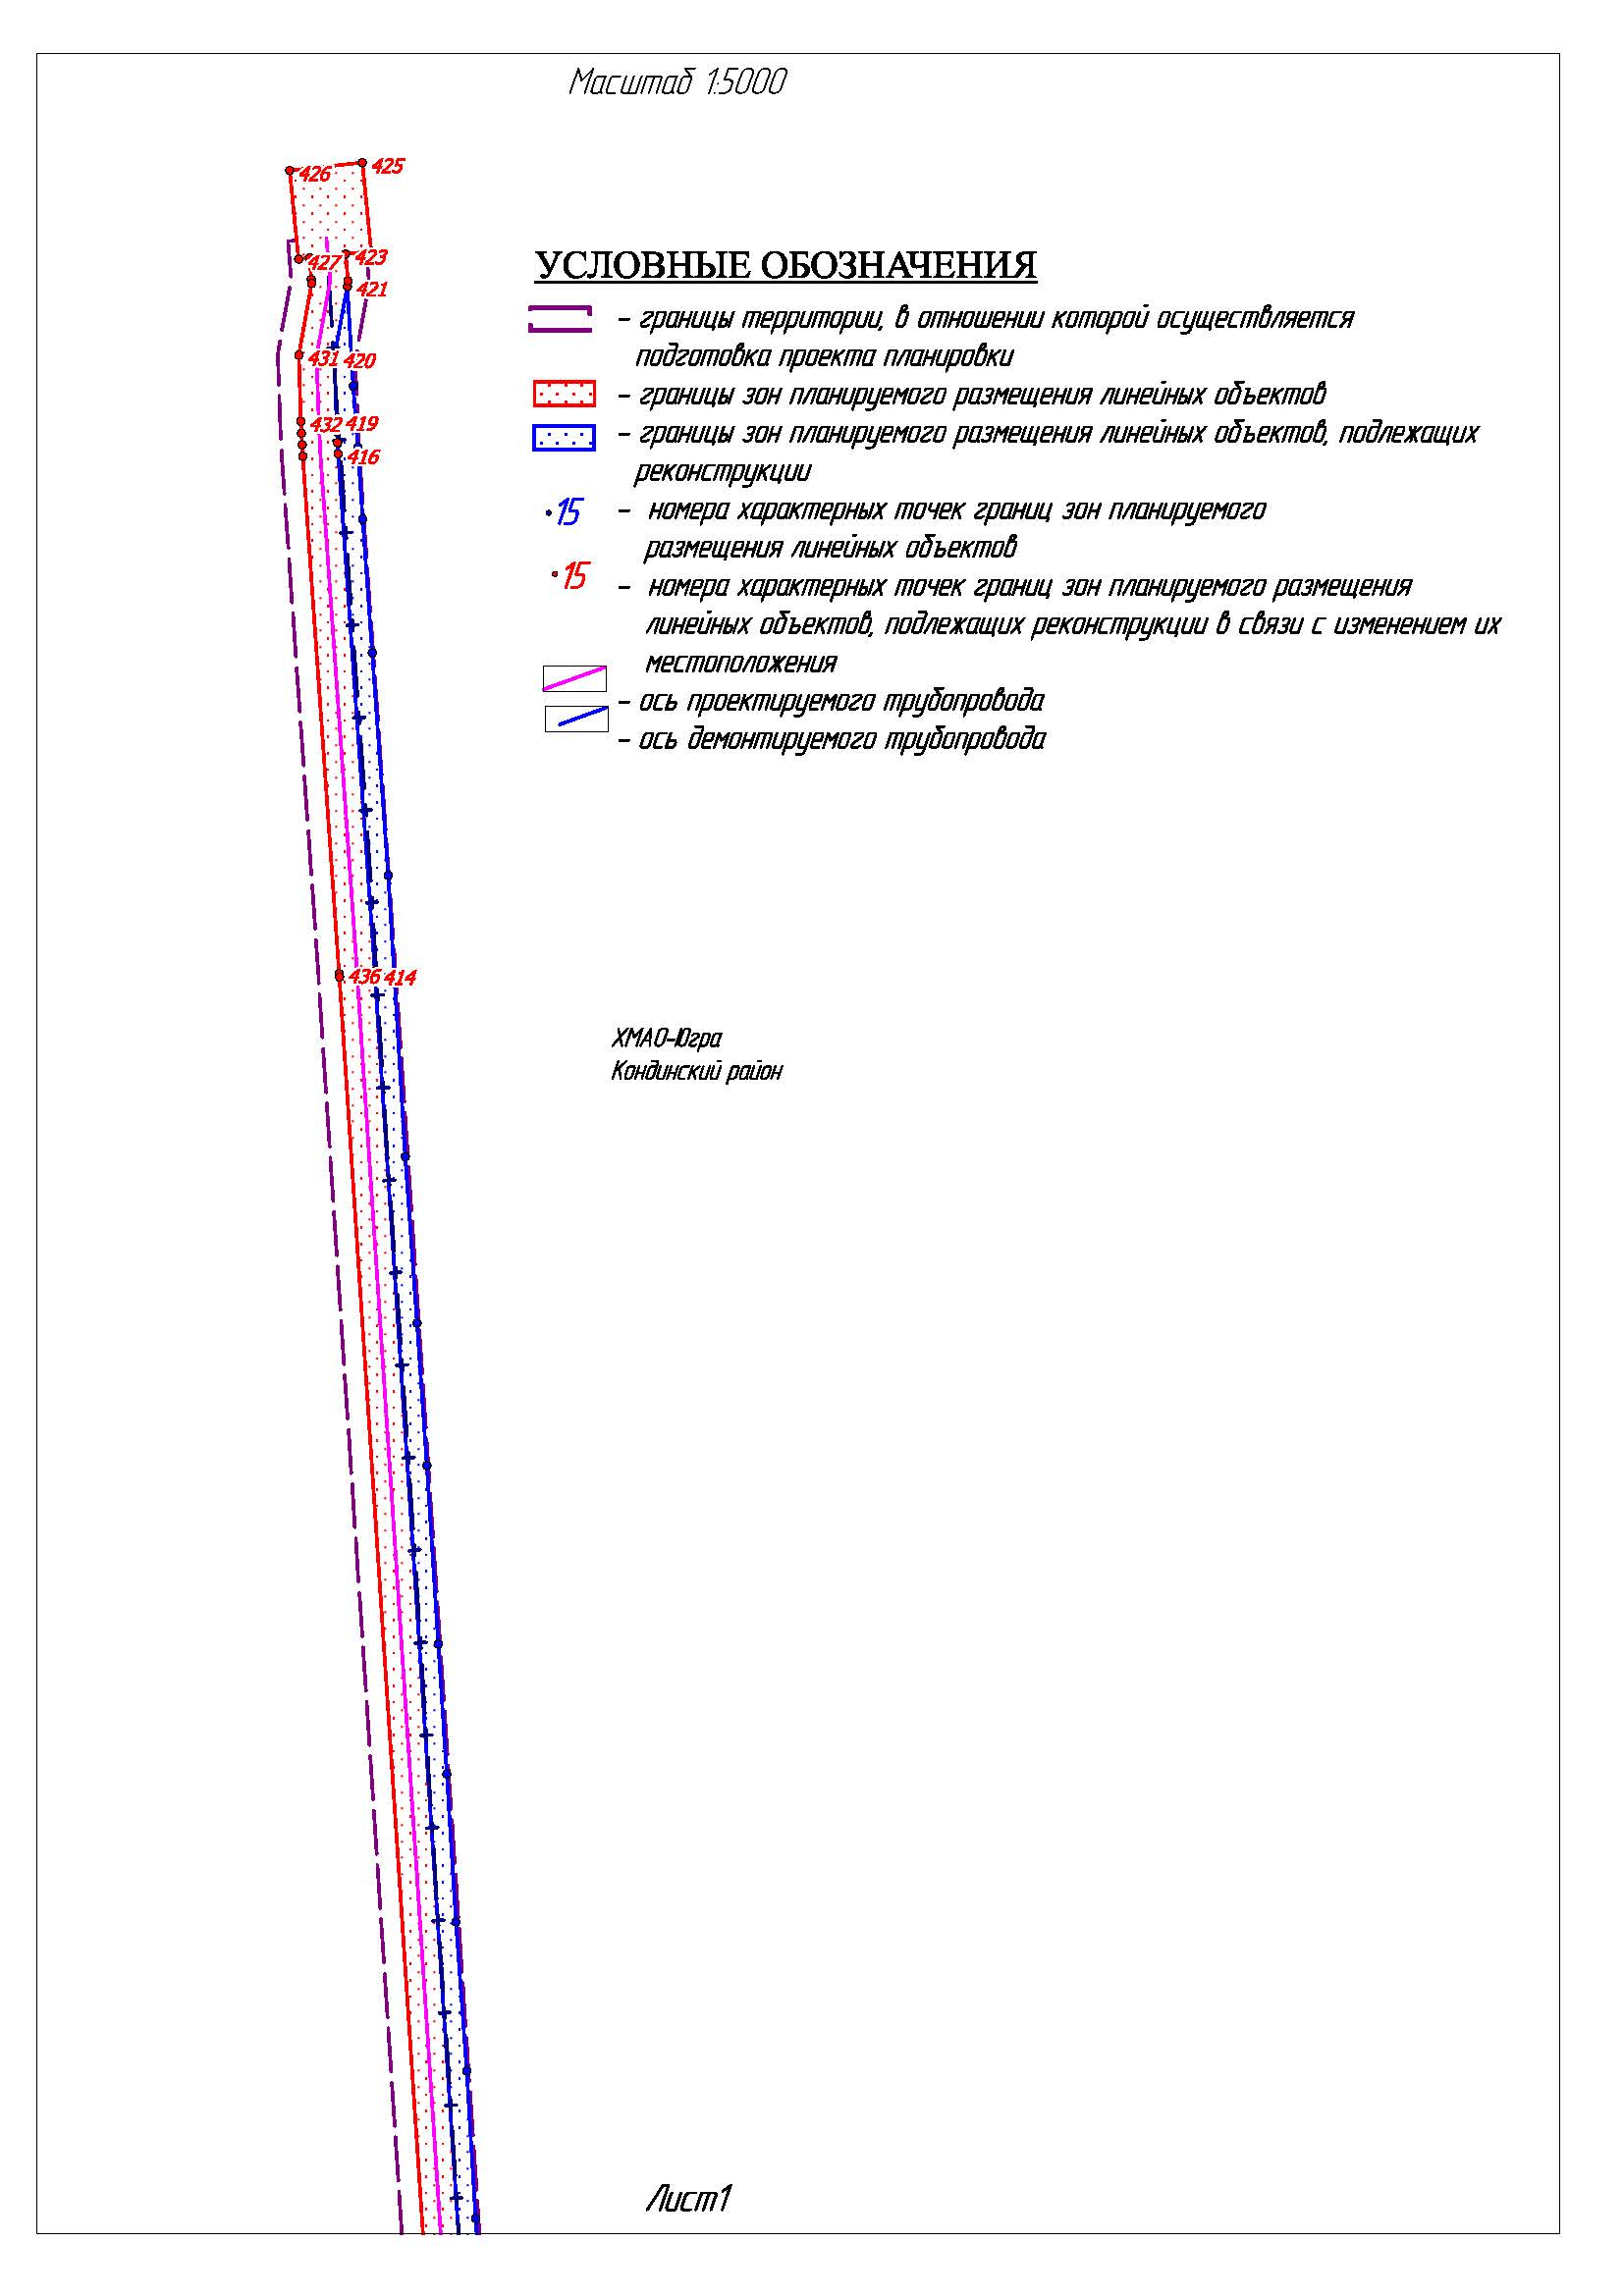 Масштаб 1:5000
426
425
423
427
421
431
420
432
419
416
УСЛОВНЫЕ ОБОЗНАЧЕНИЯ
– границы территории, в отношении которой осуществляется
подготовка проекта планировки
– границы зон планируемого размещения линейных объектов
– границы зон планируемого размещения линейных объектов, подлежащих
реконструкции
15 – номера характерных точек границ зон планируемого
размещения линейных объектов
15 – номера характерных точек границ зон планируемого размещения
линейных объектов, подлежащих реконструкции в связи с изменением их
местоположения
– ось проектируемого трубопровода
– ось демонтируемого трубопровода
436
414
ХМАО-Югра
Кондинский район
Лист1